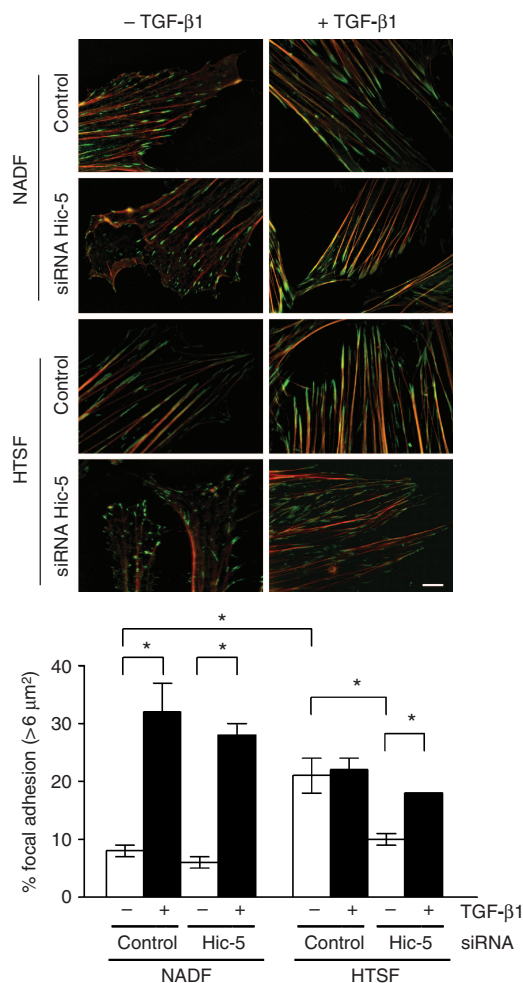 – TGF-β1 + TGF-β1
NADF
Control
siRNA Hic-5
HTSF
Control
siRNA Hic-5
% focal adhesion (>6 μm²)
40
30
20
10
0
* * * * * *
– + – + – + – + TGF-β1
Control Hic-5 Control Hic-5 siRNA
NADF HTSF